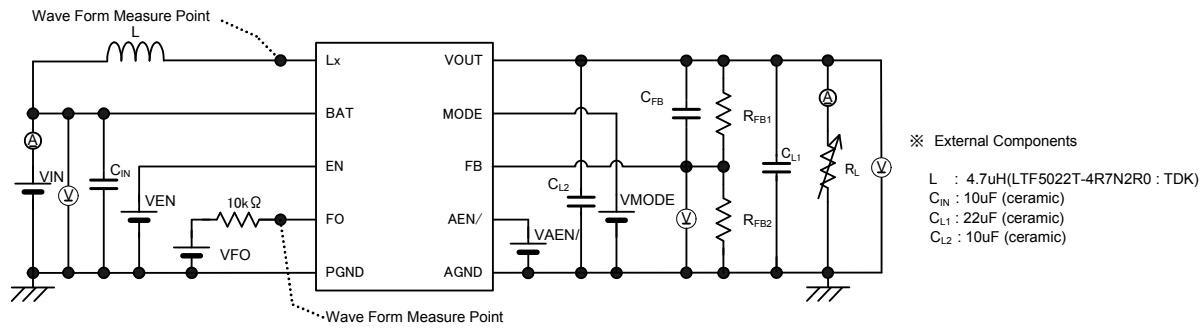 Wave Form Measure Point
L
Lx
VOUT
BAT
MODE
EN
FB
FO
AEN/
PGND
AGND
A
VIN
V
CIN
VEN
10kΩ
VFO
CFB
RFB1
CL2
VMODE
V
RFB2
VAEN/
CL1
A
RL
V
Wave Form Measure Point
※ External Components
L : 4.7uH(LTF5022T-4R7N2R0 : TDK)
CIN : 10uF (ceramic)
CL1 : 22uF (ceramic)
CL2 : 10uF (ceramic)